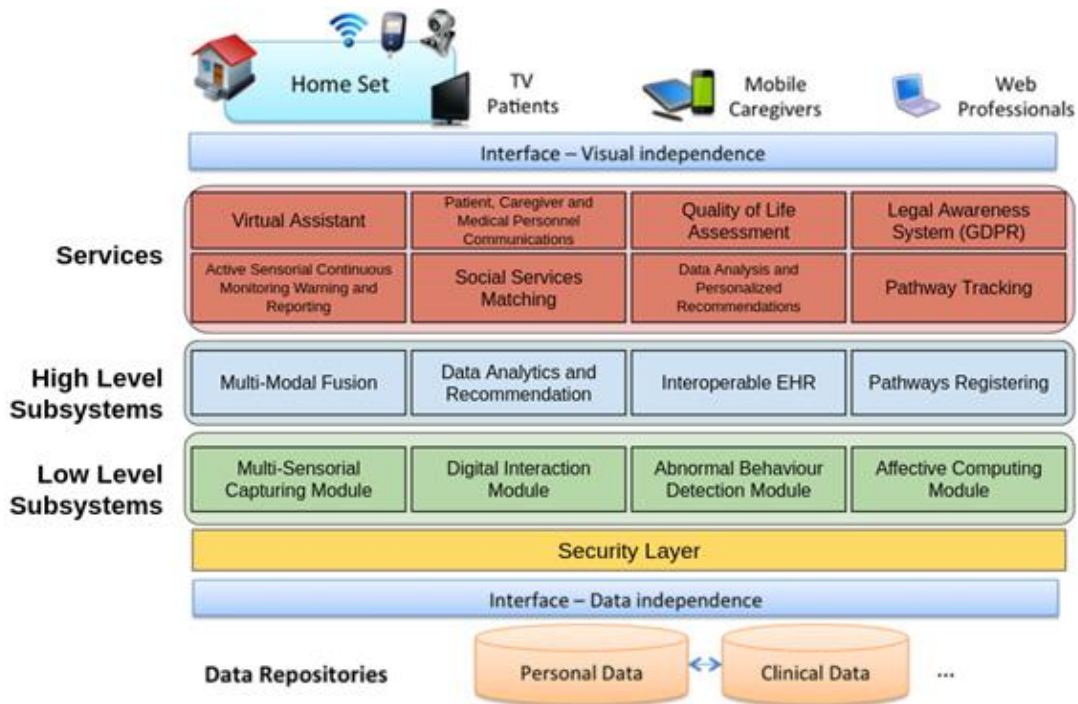 Home Set
TV
Patients
Mobile
Caregivers
Web
Professionals
Interface – Visual independence
Services
Virtual Assistant
Patient, Caregiver and
Medical Personnel
Communications
Quality of Life
Assessment
Legal Awareness
System (GDPR)
Active Sensorial Continuous
Monitoring Warning and
Reporting
Social Services
Matching
Data Analysis and
Personalized
Recommendations
Pathway Tracking
High Level
Subsystems
Multi-Modal Fusion
Data Analytics and
Recommendation
Interoperable EHR
Pathways Registering
Low Level
Subsystems
Multi-Sensorial
Capturing Module
Digital Interaction
Module
Abnormal Behaviour
Detection Module
Affective Computing
Module
Security Layer
Interface – Data independence
Data Repositories
Personal Data
Clinical Data
...